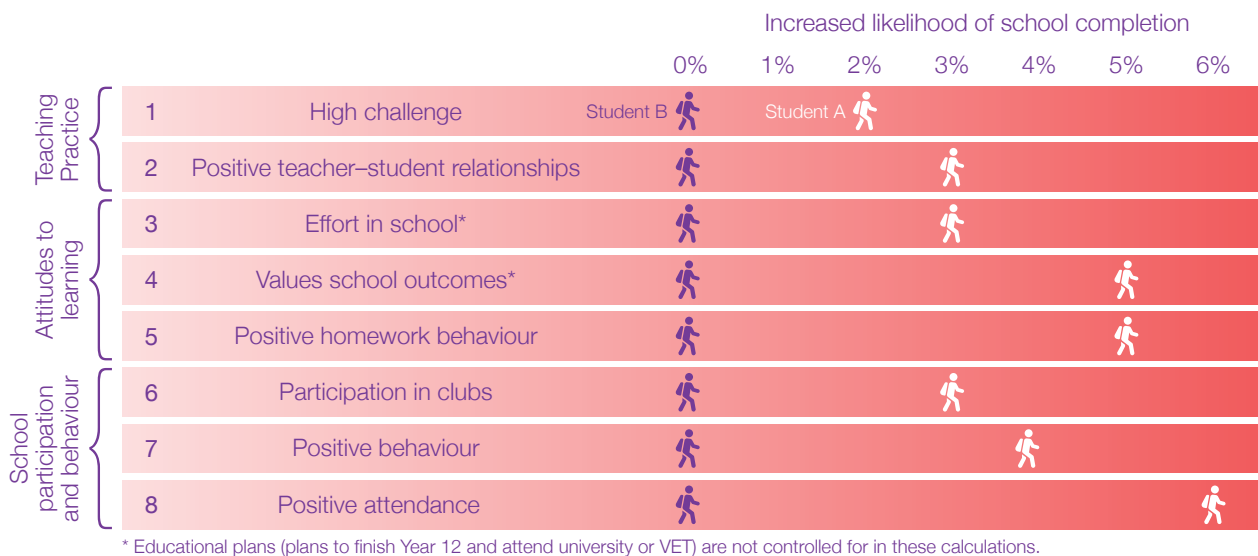 Increased likelihood of school completion
0% 1% 2% 3% 4% 5% 6%
Teaching
Practice
1 High challenge Student B Student A
2 Positive teacher–student relationships
Attitudes to
learning
3 Effort in school*
4 Values school outcomes*
5 Positive homework behaviour
School
participation
and behaviour
6 Participation in clubs
7 Positive behaviour
8 Positive attendance
* Educational plans (plans to finish Year 12 and attend university or VET) are not controlled for in these calculations.